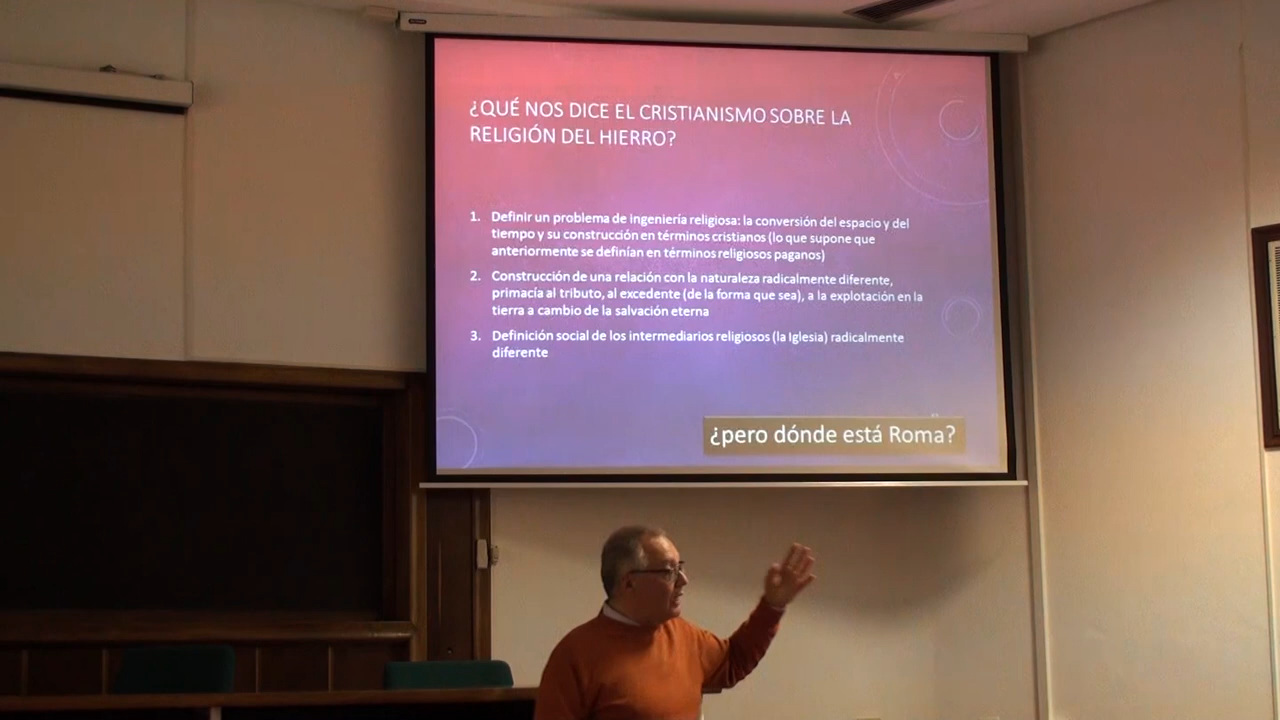 ¿QUÉ NOS DICE EL CRISTIANISMO SOBRE LA
RELIGIÓN DEL HIERRO?
1. Definir un problema de ingeniería religiosa: la conversión del espacio y del
tiempo y su construcción en términos cristianos (lo que supone que
anteriormente se definían en términos religiosos paganos)
2. Construcción de una relación con la naturaleza radicalmente diferente,
primacía al tributo, al excedente (de la forma que sea), a la explotación en la
tierra a cambio de la salvación eterna
3. Definición social de los intermediarios religiosos (la Iglesia) radicalmente
diferente
¿pero dónde está Roma?